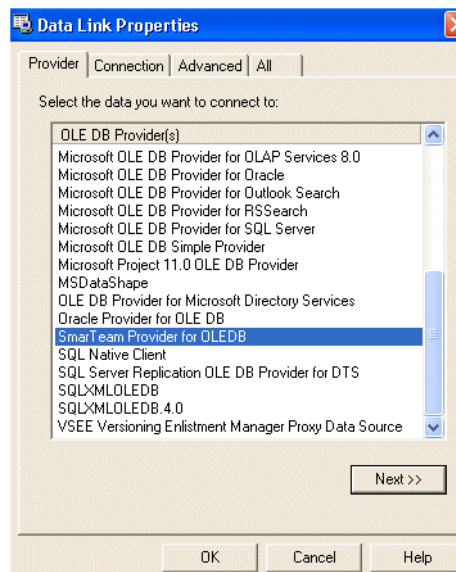 Data Link Properties
Provider Connection Advanced All
Select the data you want to connect to:
OLE DB Provider(s)
Microsoft OLE DB Provider for OLAP Services 8.0
Microsoft OLE DB Provider for Oracle
Microsoft OLE DB Provider for Outlook Search
Microsoft OLE DB Provider for RSSearch
Microsoft OLE DB Provider for SQL Server
Microsoft OLE DB Simple Provider
Microsoft Project 11.0 OLE DB Provider
MSDataShape
OLE DB Provider for Microsoft Directory Services
Oracle Provider for OLE DB
SmarTeam Provider for OLEDB
SQL Native Client
SQL Server Replication OLE DB Provider for DTS
SQLXMLOLEDB
SQLXMLOLEDB.4.0
VSEE Versioning Enlistment Manager Proxy Data Source
Next >>
OK Cancel Help